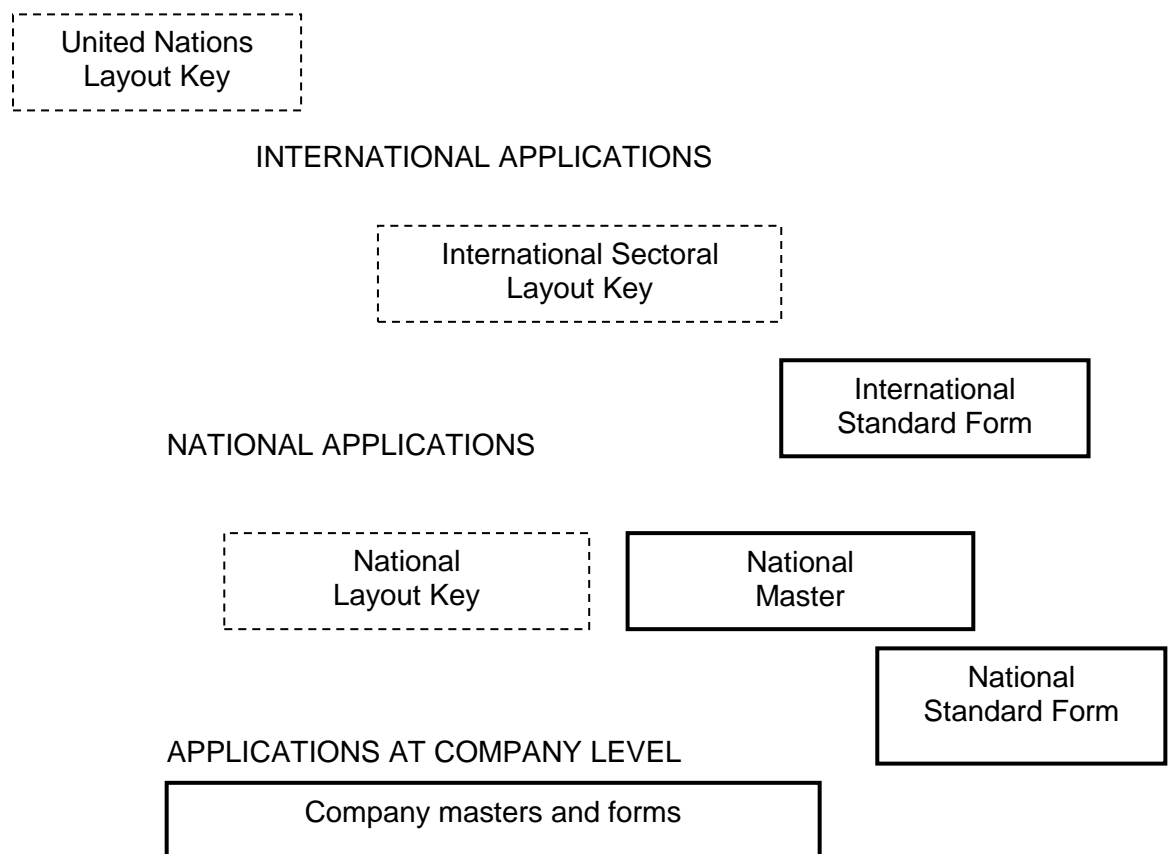 United Nations
Layout Key
INTERNATIONAL APPLICATIONS
International Sectoral
Layout Key
International
Standard Form
NATIONAL APPLICATIONS
National
Layout Key
National
Master
National
Standard Form
APPLICATIONS AT COMPANY LEVEL
Company masters and forms